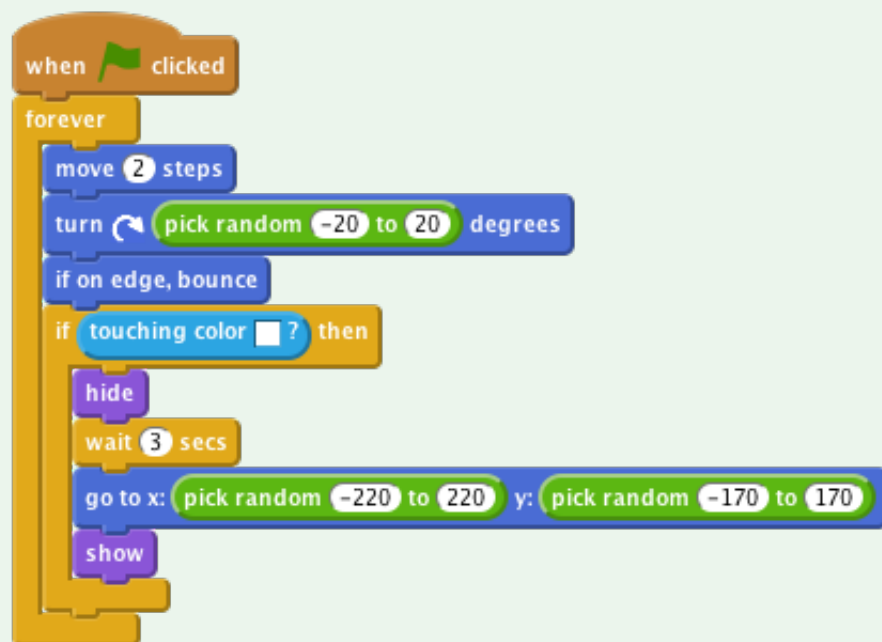 when clicked
forever
move 2 steps
turn pick random -20 to 20 degrees
if on edge, bounce
if touching color ? then
hide
wait 3 secs
go to x: pick random -220 to 220 y: pick random -170 to 170
show